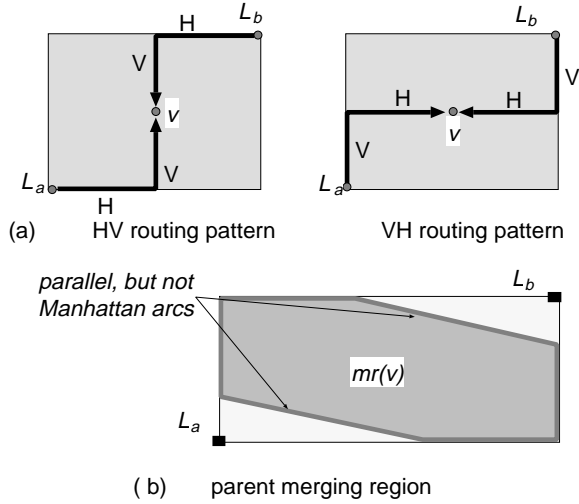 H
L_b
V
v
V
L_a
H
L_b
V
H
H
v
V
L_a
(a) HV routing pattern VH routing pattern
parallel, but not
Manhattan arcs
L_b
mr(v)
L_a
( b) parent merging region